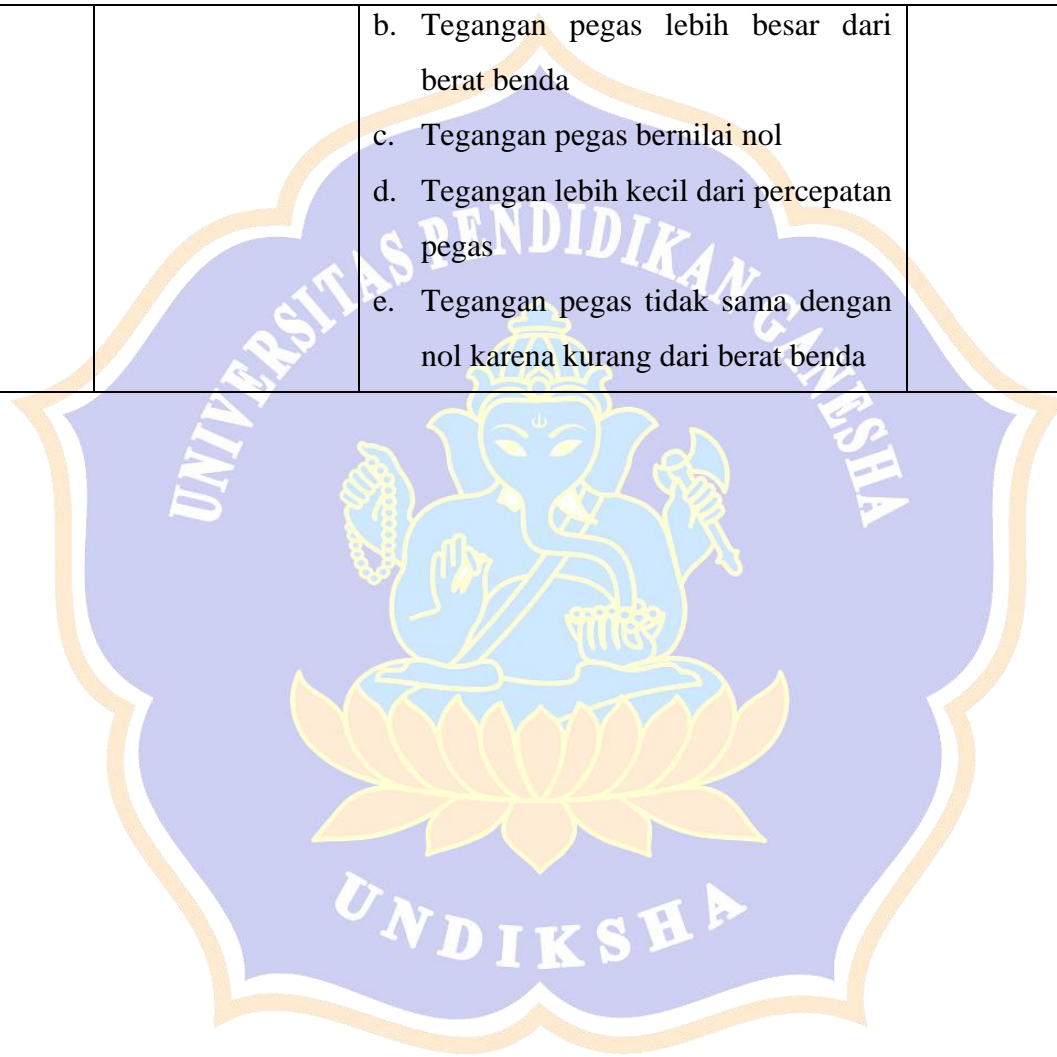 b. Tegangan pegas lebih besar dari
berat benda
c. Tegangan pegas bernilai nol
d. Tegangan lebih kecil dari percepatan
pegas
e. Tegangan pegas tidak sama dengan
nol karena kurang dari berat benda
UNIVERSITAS PENDIDIKAN GANESHA
UNDIKSHA